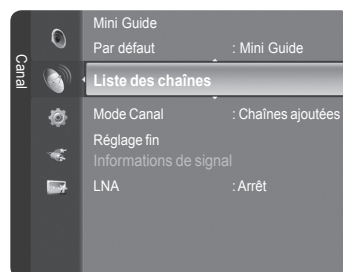 Canal
Mini Guide
Par défaut : Mini Guide
Liste des chaînes
Mode Canal : Chaînes ajoutées
Réglage fin
Informations de signal
LNA : Arrêt